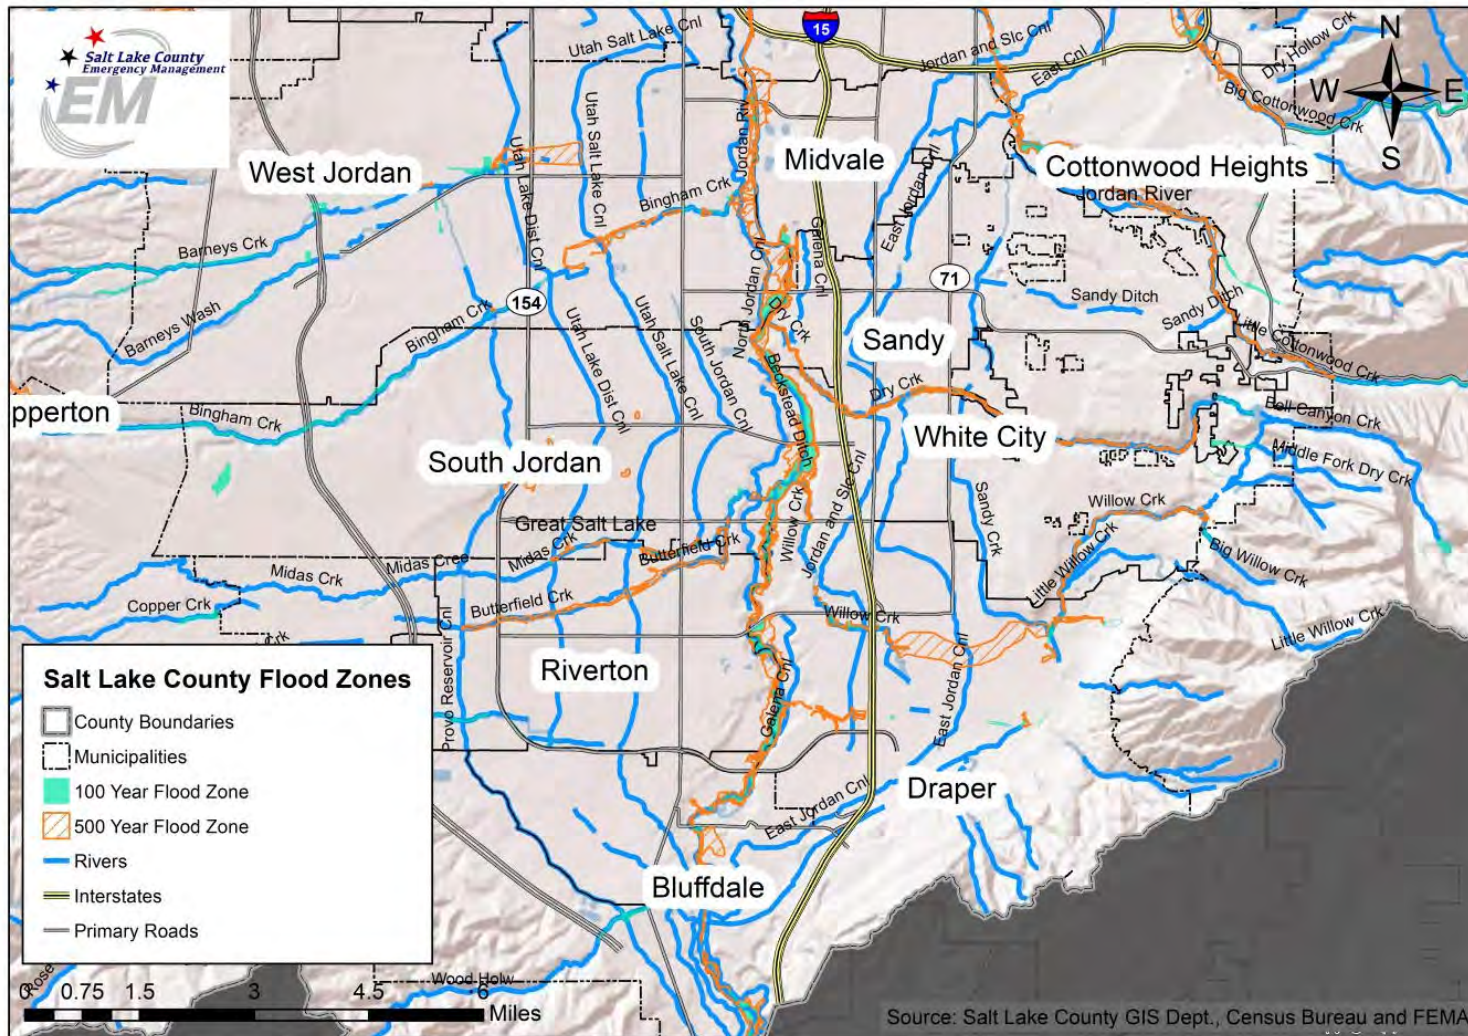 Salt Lake County
Emergency Management
EM
15
N
W
E
S
Utah Salt Lake Cnl
Jordan and Slc Cnl
East Cnl
Dry Hollow Crk
Big Cottonwood Crk
West Jordan
Midvale
Cottonwood Heights
Jordan River
Utah Lake Dist Cnl
Utah Salt Lake Cnl
Jordan Riv
Bingham Crk
East Jordan Cnl
Galena Cnl
North Jordan Cnl
Barneys Crk
Barneys Wash
Bingham Crk
154
71
Sandy Ditch
Sandy Ditch
Little Cottonwood Crk
Dry Crk
Sandy
Utah Lake Dist Cnl
Utah Salt Lake Cnl
South Jordan Cnl
Beckstead Ditch
Dry Crk
pperton
Bingham Crk
White City
Bell Canyon Crk
Middle Fork Dry Crk
South Jordan
Willow Crk
Jordan and Slc Cnl
Sandy Crk
Willow Crk
Great Salt Lake
Butterfield Crk
Midas Crk
Midas Cree
Midas Crk
Big Willow Crk
Little Willow Crk
Copper Crk
Butterfield Crk
Willow Crk
Little Willow Crk
Crk
Provo Reservoir Cnl
Riverton
Galena Cnl
East Jordan Cnl
Draper
East Jordan Cnl
Bluffdale
Salt Lake County Flood Zones
County Boundaries
Municipalities
100 Year Flood Zone
500 Year Flood Zone
Rivers
Interstates
Primary Roads
Rose
Wood Holw
0 0.75 1.5 3 4.5 6
Miles
Source: Salt Lake County GIS Dept., Census Bureau and FEMA